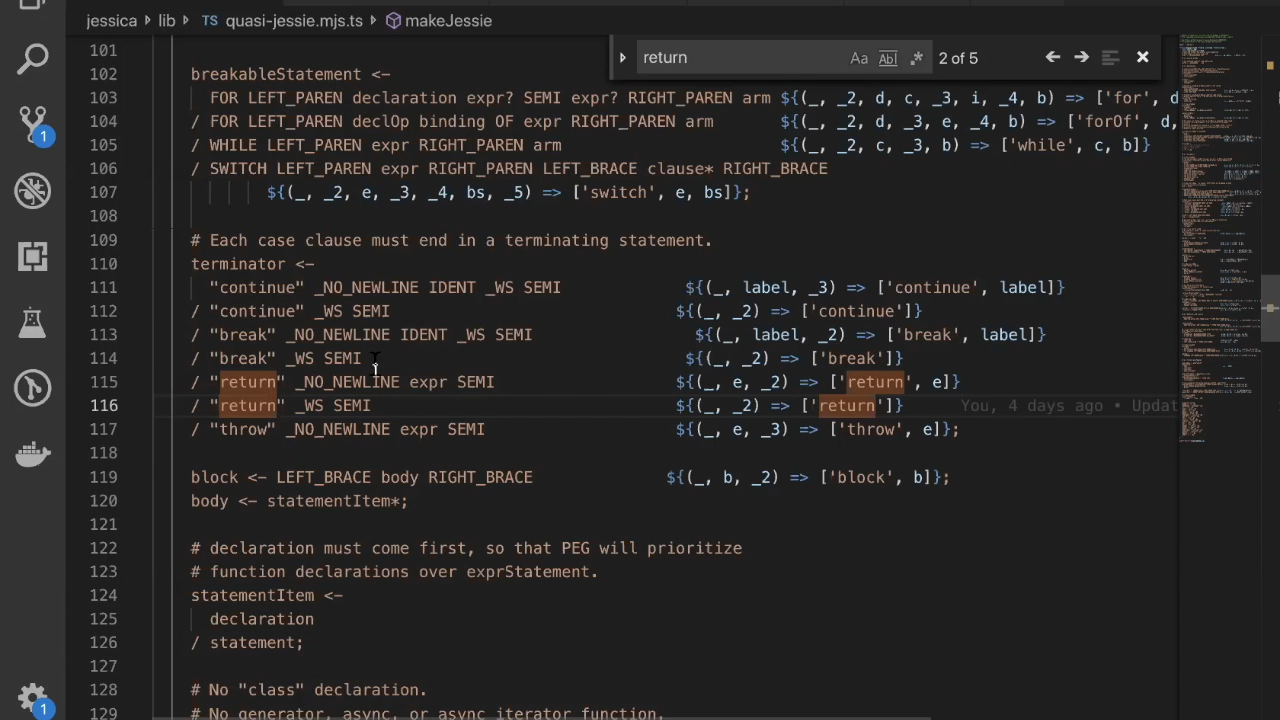 jessica › lib › TS quasi-jessie.mjs.ts › makeJessie
return Aa Abl .* 2 of 5
101
102 breakableStatement <-
103 FOR LEFT_PAREN declaration expr? SEMI expr? RIGHT_PAREN arm ${(_, _2, d, c, _3, i, _4, b) => ['for', d
104 / FOR LEFT_PAREN declOp binding OF expr RIGHT_PAREN arm ${(_, _2, d, _3, e, _4, b) => ['forOf', d,
105 / WHILE LEFT_PAREN expr RIGHT_PAREN arm ${(_, _2, c, _3, b) => ['while', c, b]}
106 / SWITCH LEFT_PAREN expr RIGHT_PAREN LEFT_BRACE clause* RIGHT_BRACE
107 ${(_, _2, e, _3, _4, bs, _5) => ['switch', e, bs]};
108
109 # Each case clause must end in a terminating statement.
110 terminator <-
111 "continue" _NO_NEWLINE IDENT _WS SEMI ${(_, label, _3) => ['continue', label]}
112 / "continue" _WS SEMI ${(_, _2) => ['continue']}
113 / "break" _NO_NEWLINE IDENT _WS SEMI ${(_, label, _2) => ['break', label]}
114 / "break" _WS SEMI ${(_, _2) => ['break']}
115 / "return" _NO_NEWLINE expr SEMI ${(_, e, _2) => ['return', e]}
116 / "return" _WS SEMI ${(_, _2) => ['return']} You, 4 days ago • Updat
117 / "throw" _NO_NEWLINE expr SEMI ${(_, e, _3) => ['throw', e]};
118
119 block <- LEFT_BRACE body RIGHT_BRACE ${(_, b, _2) => ['block', b]};
120 body <- statementItem*;
121
122 # declaration must come first, so that PEG will prioritize
123 # function declarations over exprStatement.
124 statementItem <-
125 declaration
126 / statement;
127
128 # No "class" declaration.
129 # No generator, async, or async iterator function.
1
1